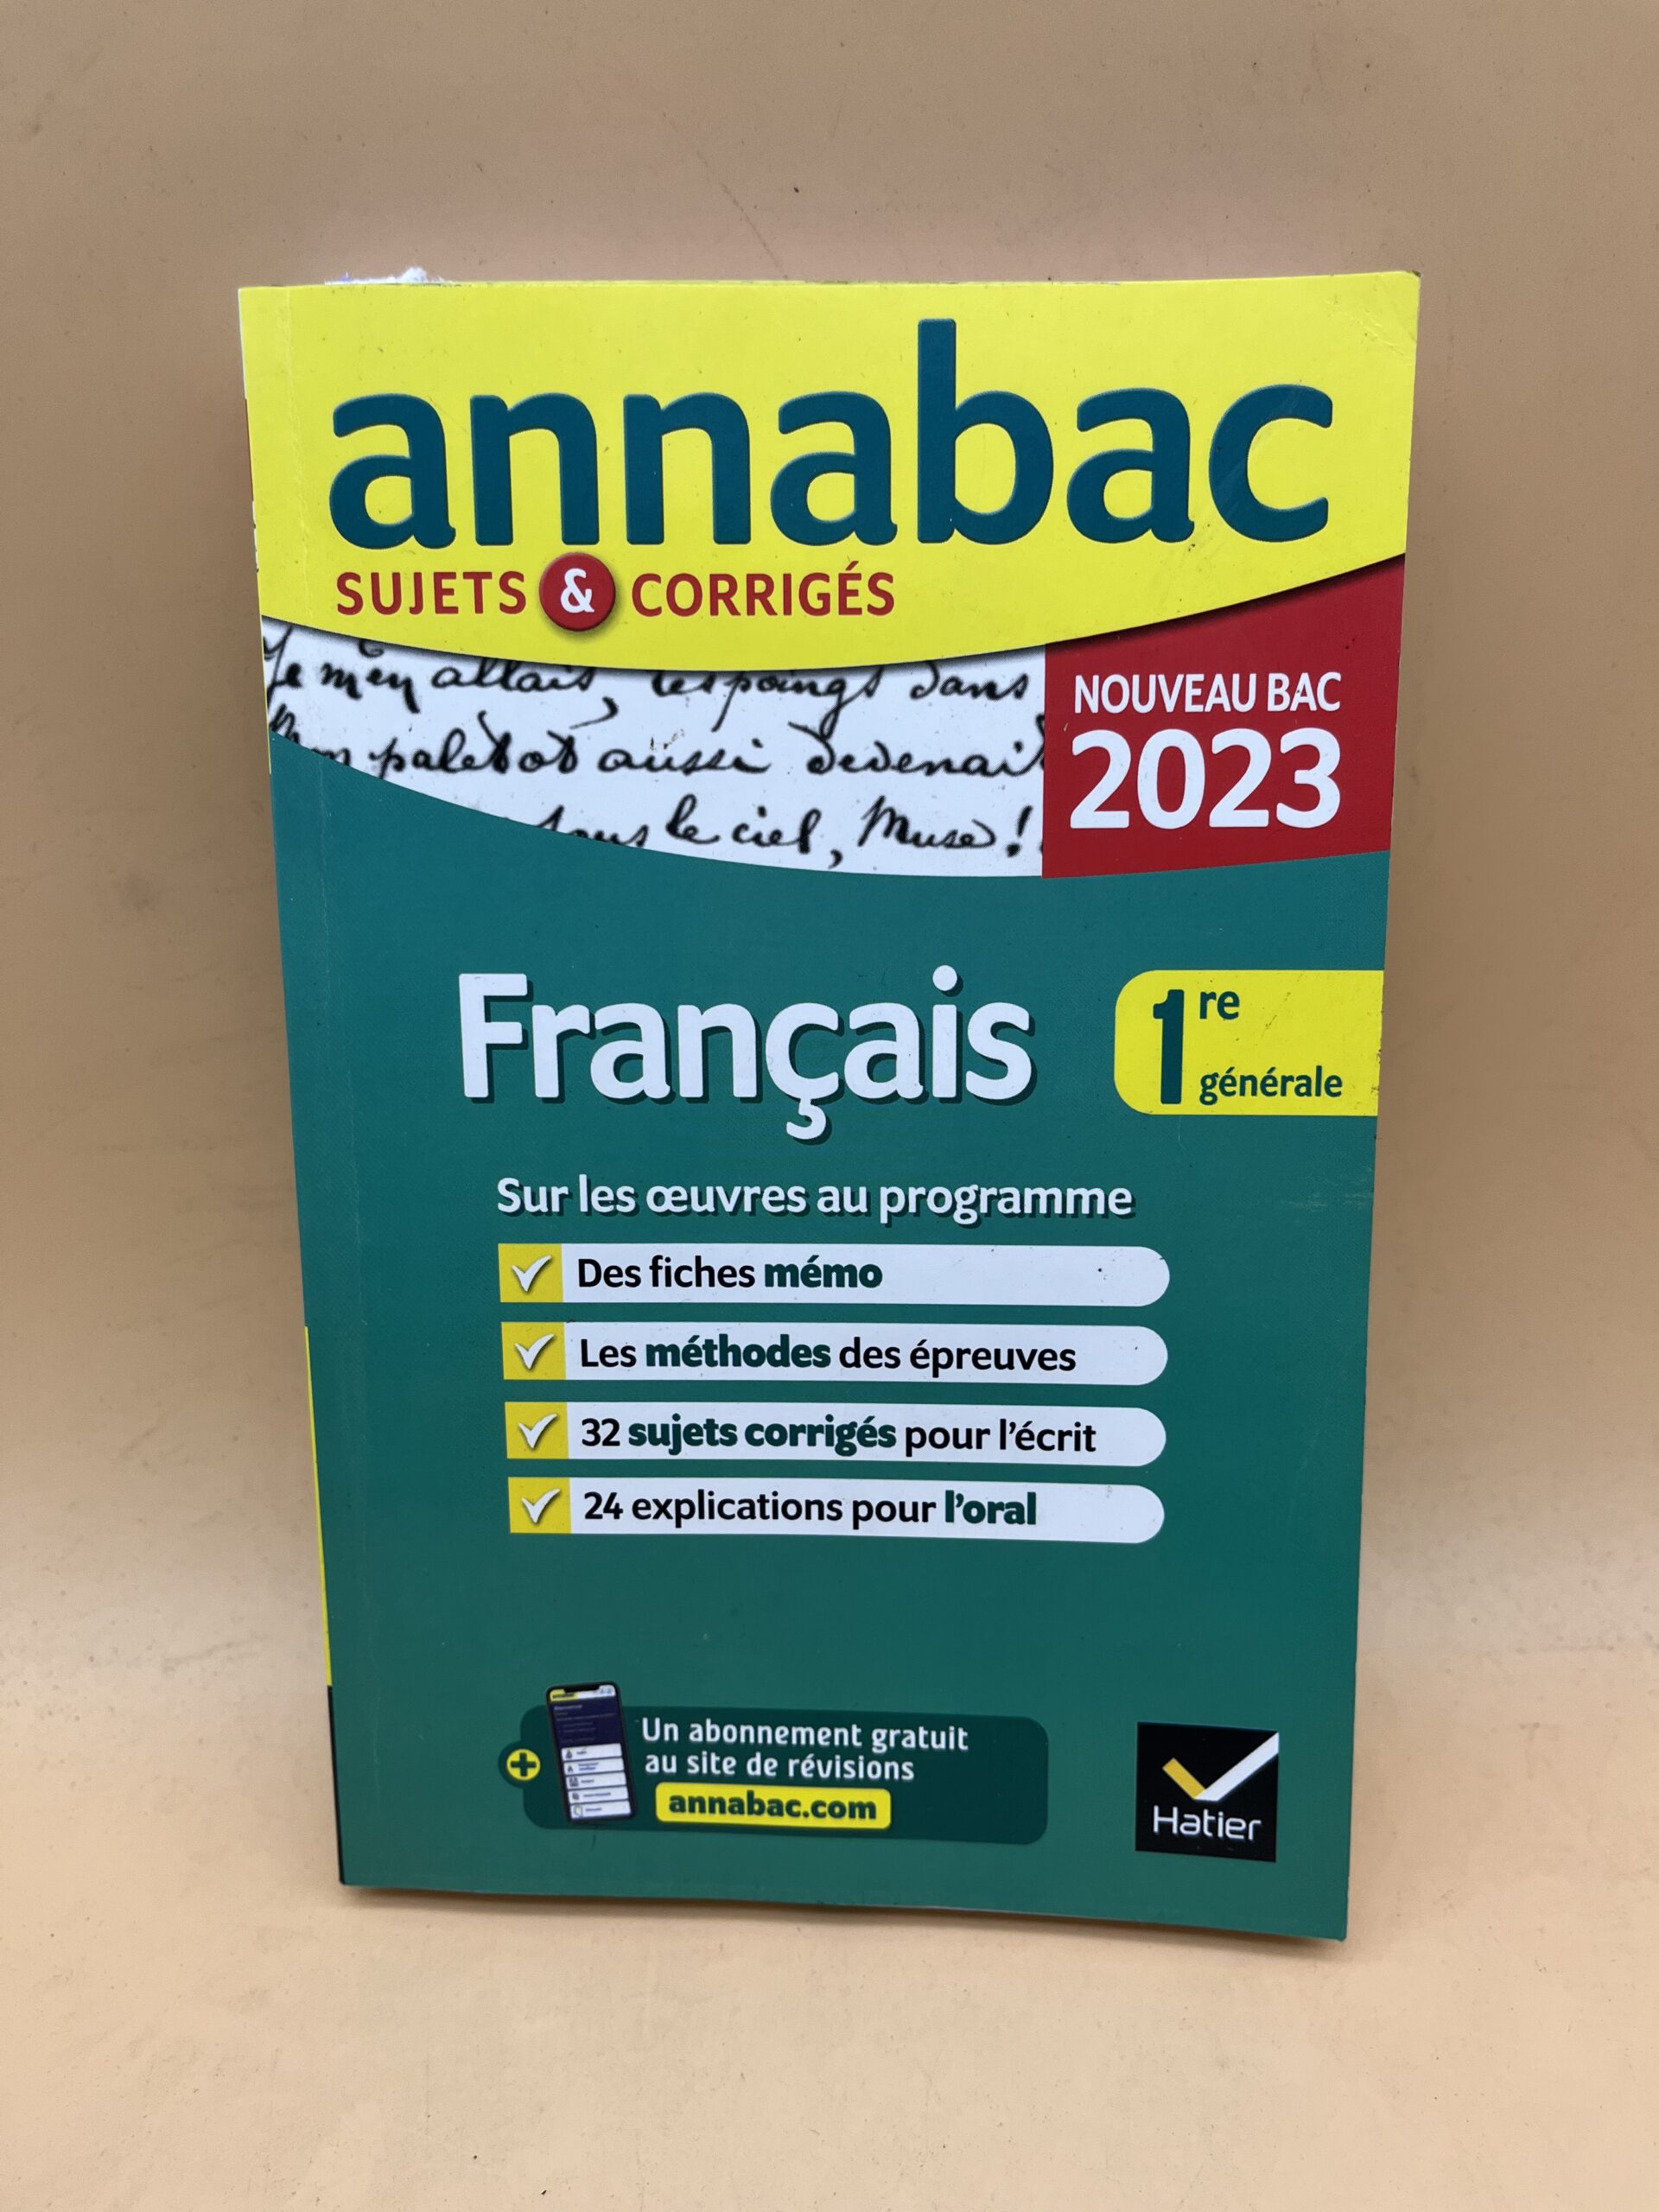 annabac
SUJETS & CORRIGÉS
Je m'en allais, les poings dans
Mon paletot aussi devenait
sous le ciel, Muse !
NOUVEAU BAC
2023
Français
1re
générale
Sur les œuvres au programme
Des fiches mémo
Les méthodes des épreuves
32 sujets corrigés pour l'écrit
24 explications pour l'oral
Un abonnement gratuit
au site de révisions
annabac.com
Hatier